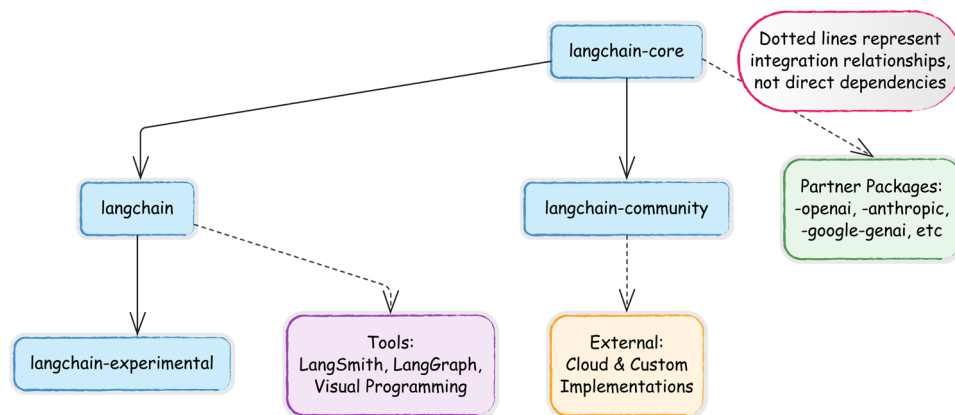 langchain-core
Dotted lines represent
integration relationships,
not direct dependencies
langchain
langchain-community
Partner Packages:
-openai, -anthropic,
-google-genai, etc
langchain-experimental
Tools:
LangSmith, LangGraph,
Visual Programming
External:
Cloud & Custom
Implementations